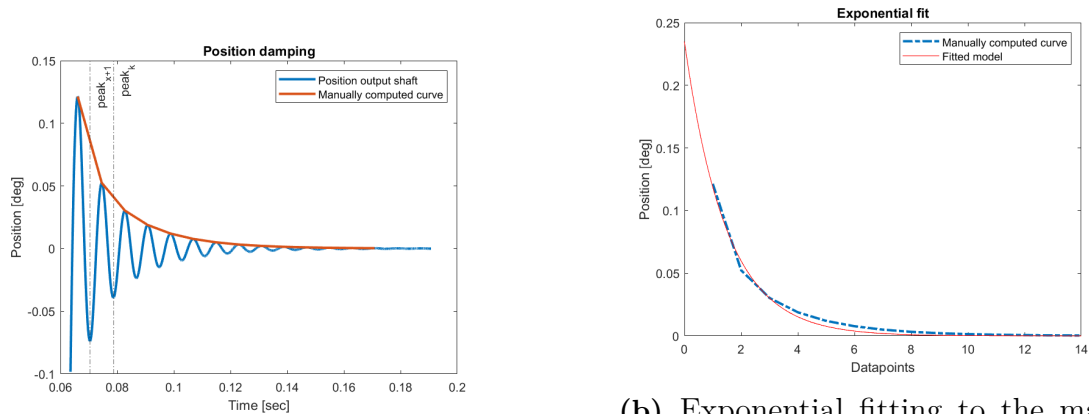 Position damping
0.15
0.1
0.05
0
-0.05
-0.1
Position [deg]
peak_{x+1}
peak_k
Position output shaft
Manually computed curve
0.06 0.08 0.1 0.12 0.14 0.16 0.18 0.2
Time [sec]
Exponential fit
0.25
0.2
0.15
0.1
0.05
0
Position [deg]
Manually computed curve
Fitted model
0 2 4 6 8 10 12 14
Datapoints
(b) Exponential fitting to the